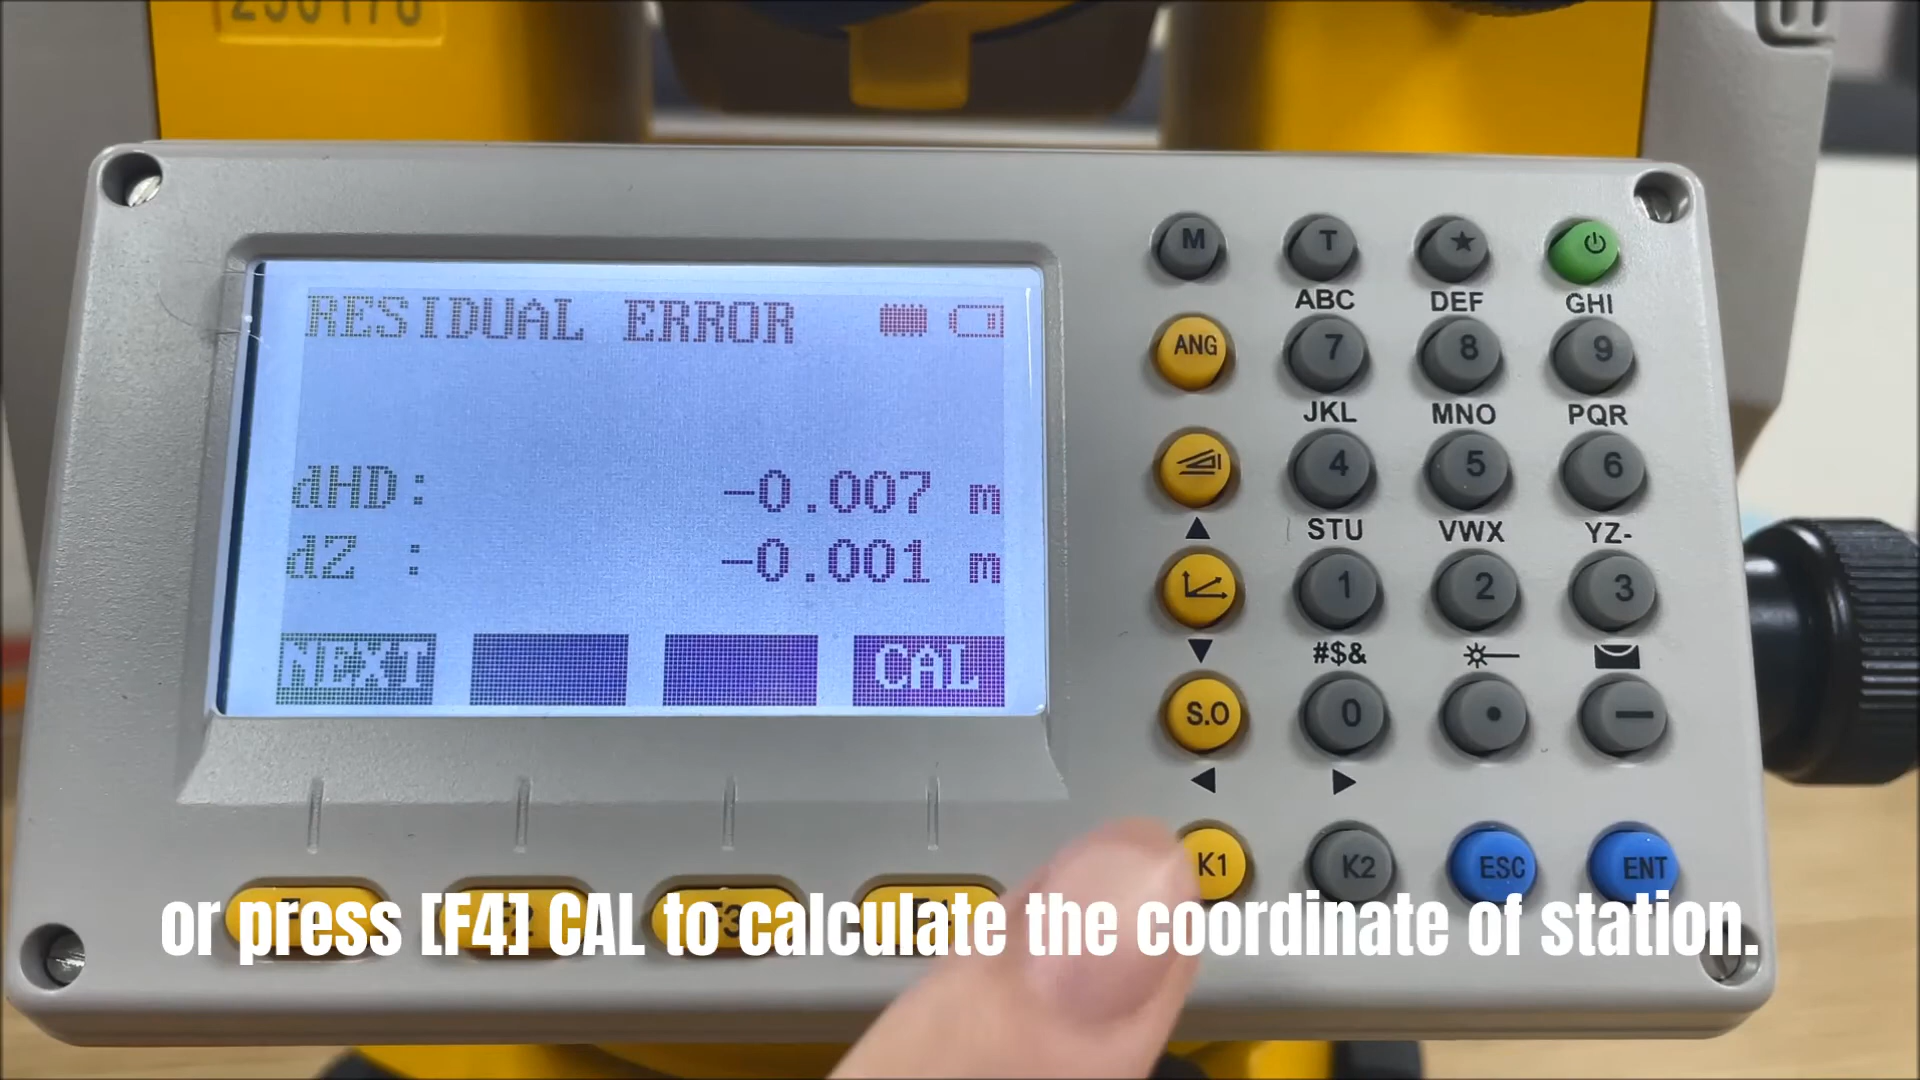 RESIDUAL ERROR
dHD: -0.007 m
dZ : -0.001 m
NEXT CAL
M T ★
ABC DEF GHI
ANG 7 8 9
JKL MNO PQR
4 5 6
STU VWX YZ-
1 2 3
#$&
S.O 0 • —
K1 K2 ESC ENT
F3
or press [F4] CAL to calculate the coordinate of station.